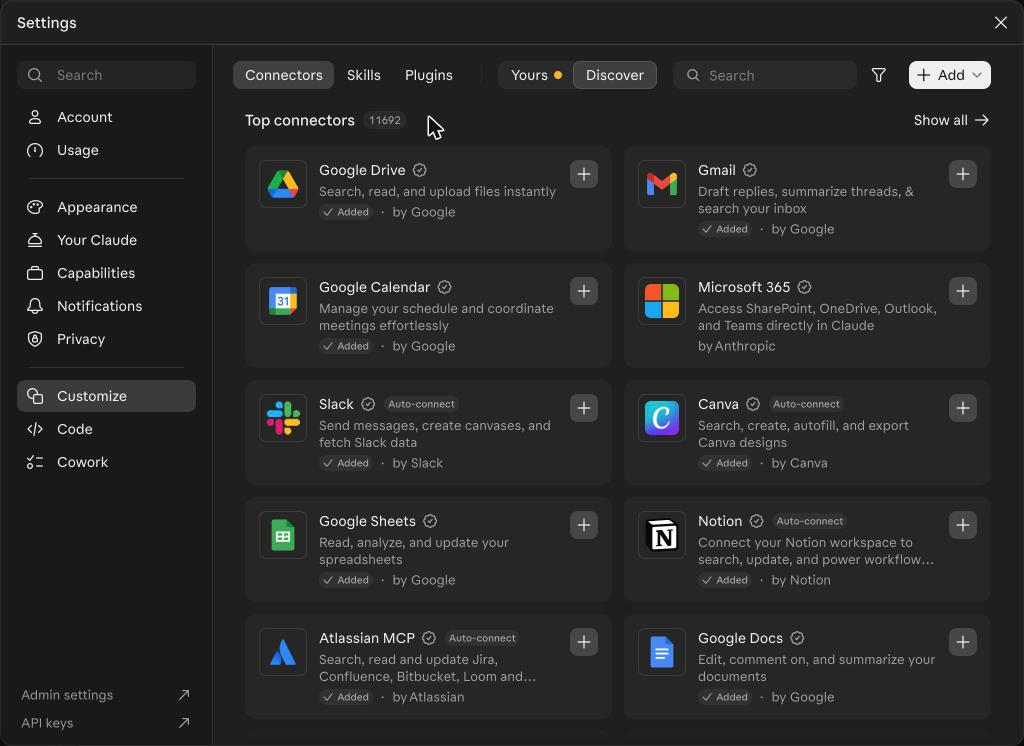 Settings
Search
Account
Usage
Appearance
Your Claude
Capabilities
Notifications
Privacy
Customize
Code
Cowork
Admin settings
API keys
Connectors
Skills
Plugins
Yours
Discover
Search
Add
Top connectors 11692
Show all
Google Drive
Search, read, and upload files instantly
Added · by Google
Gmail
Draft replies, summarize threads, &
search your inbox
Added · by Google
31
Google Calendar
Manage your schedule and coordinate
meetings effortlessly
Added · by Google
Microsoft 365
Access SharePoint, OneDrive, Outlook,
and Teams directly in Claude
by Anthropic
Slack Auto-connect
Send messages, create canvases, and
fetch Slack data
Added · by Slack
C
Canva Auto-connect
Search, create, autofill, and export
Canva designs
Added · by Canva
Google Sheets
Read, analyze, and update your
spreadsheets
Added · by Google
N
Notion Auto-connect
Connect your Notion workspace to
search, update, and power workflow…
Added · by Notion
Atlassian MCP Auto-connect
Search, read and update Jira,
Confluence, Bitbucket, Loom and…
Added · by Atlassian
Google Docs
Edit, comment on, and summarize your
documents
Added · by Google